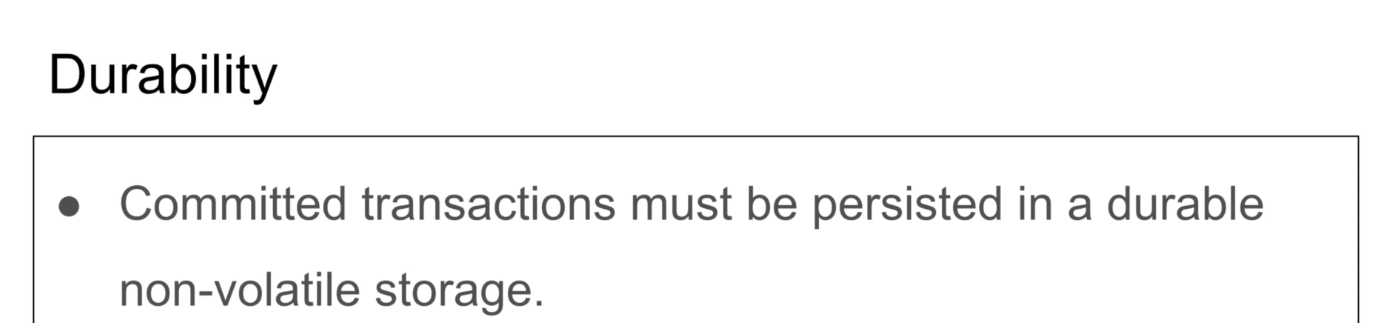 Durability
● Committed transactions must be persisted in a durable
non-volatile storage.